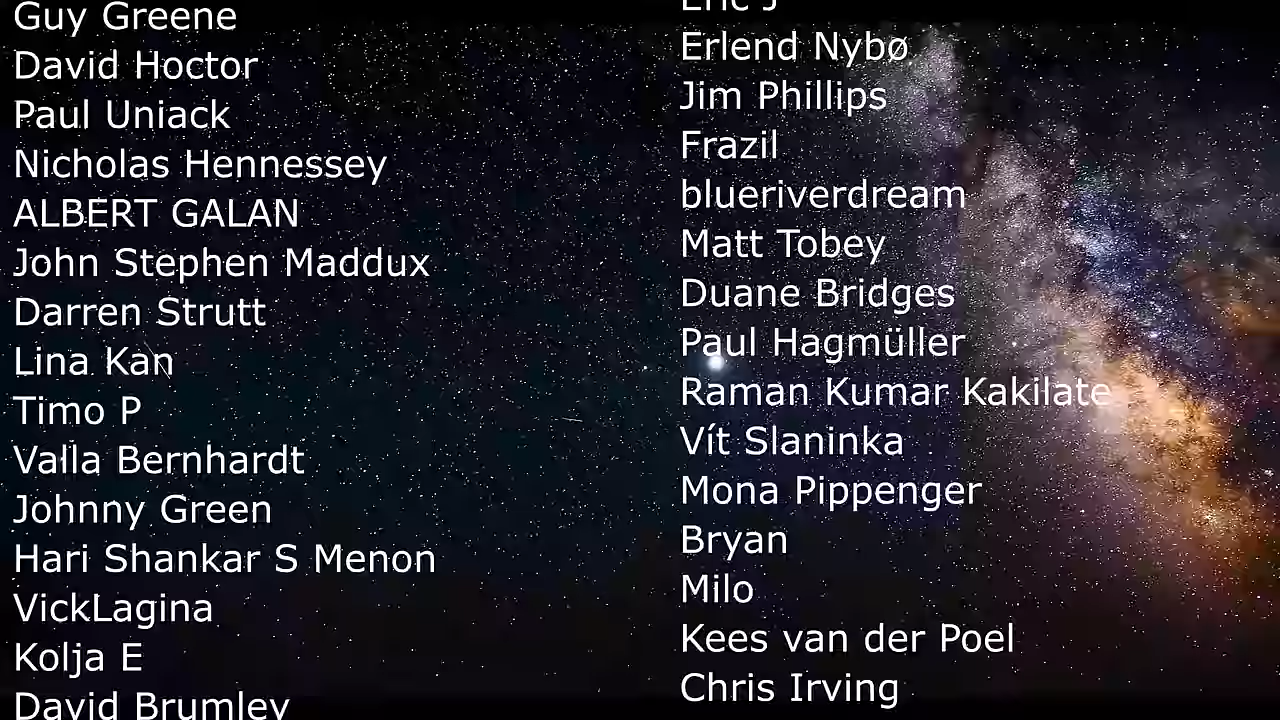 Guy Greene
David Hoctor
Paul Uniack
Nicholas Hennessey
ALBERT GALAN
John Stephen Maddux
Darren Strutt
Lina Kan
Timo P
Valla Bernhardt
Johnny Green
Hari Shankar S Menon
VickLagina
Kolja E
David Brumley
Eric J
Erlend Nybø
Jim Phillips
Frazil
blueriverdream
Matt Tobey
Duane Bridges
Paul Hagmüller
Raman Kumar Kakilate
Vít Slaninka
Mona Pippenger
Bryan
Milo
Kees van der Poel
Chris Irving